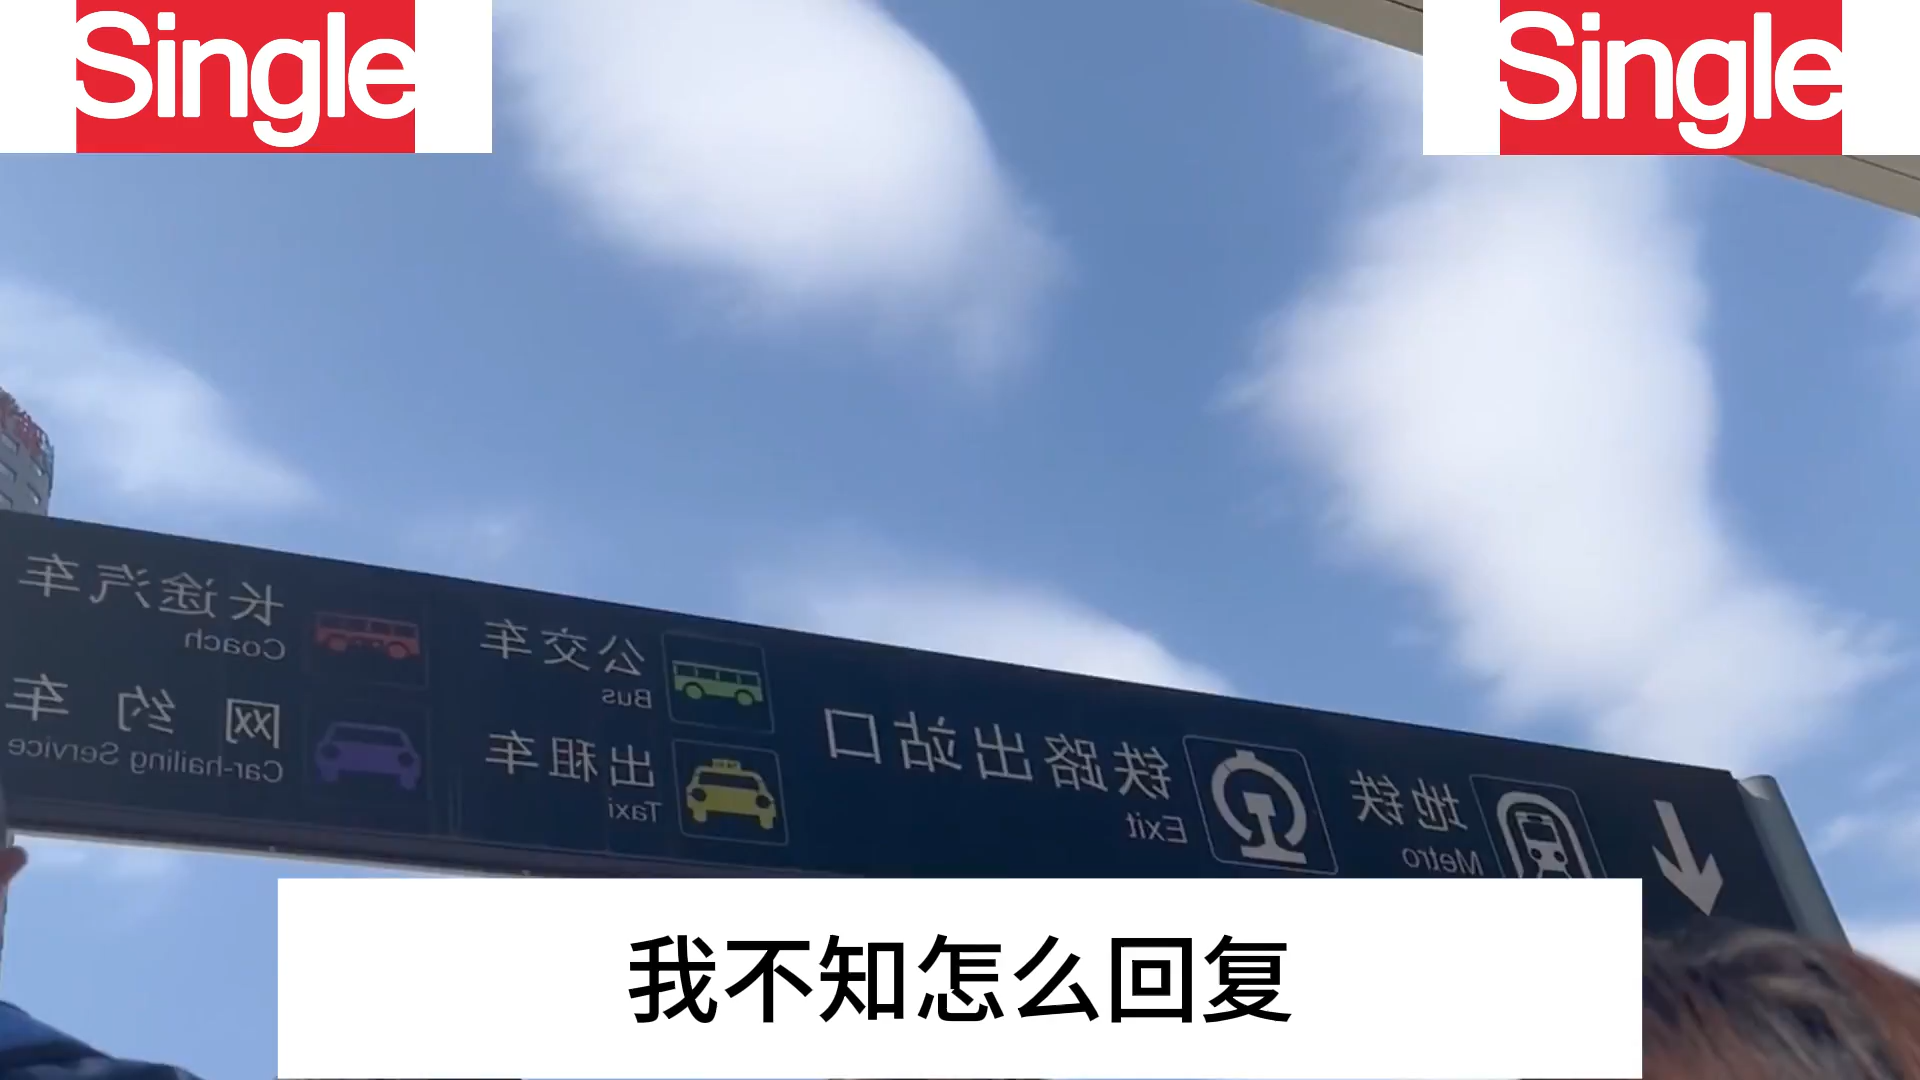 Single
Single
长途汽车
Coach
网约车
Car-hailing Service
公交车
Bus
出租车
Taxi
铁路出站口
Exit
地铁
Metro
我不知怎么回复